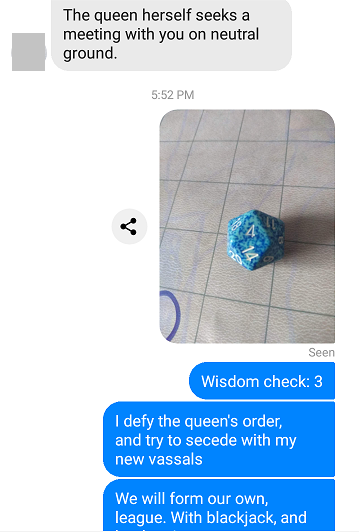 The queen herself seeks a
meeting with you on neutral
ground.
5:52 PM
4
14
Seen
Wisdom check: 3
I defy the queen's order,
and try to secede with my
new vassals
We will form our own,
league. With blackjack, and